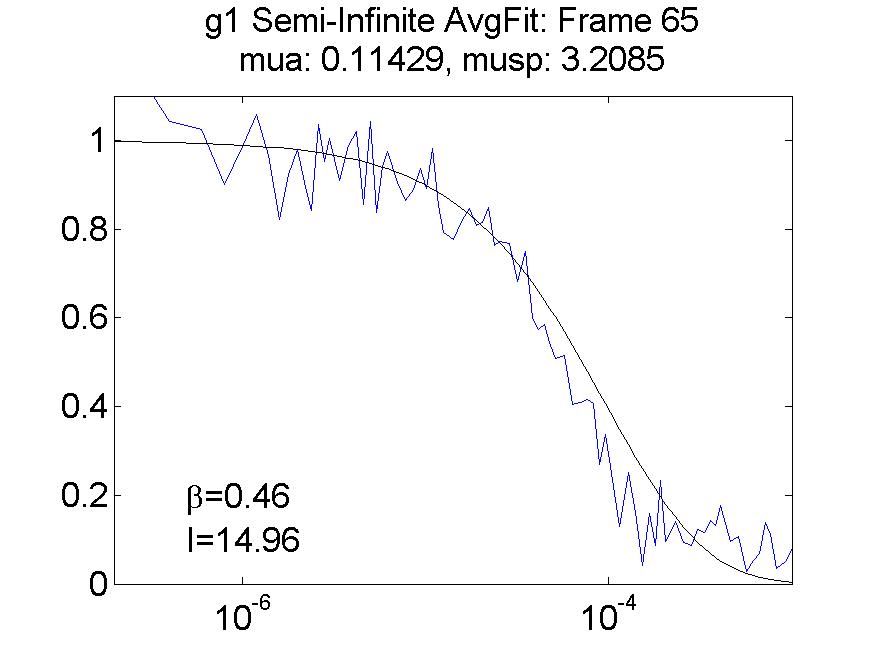 g1 Semi-Infinite AvgFit: Frame 65
mua: 0.11429, musp: 3.2085
1
0.8
0.6
0.4
0.2
0
β=0.46
I=14.96
10^-6
10^-4